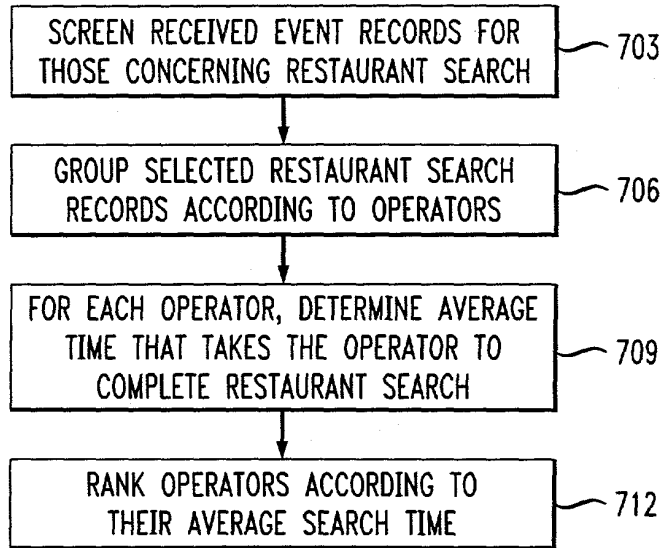 SCREEN RECEIVED EVENT RECORDS FOR
THOSE CONCERNING RESTAURANT SEARCH
703
GROUP SELECTED RESTAURANT SEARCH
RECORDS ACCORDING TO OPERATORS
706
FOR EACH OPERATOR, DETERMINE AVERAGE
TIME THAT TAKES THE OPERATOR TO
COMPLETE RESTAURANT SEARCH
709
RANK OPERATORS ACCORDING TO
THEIR AVERAGE SEARCH TIME
712